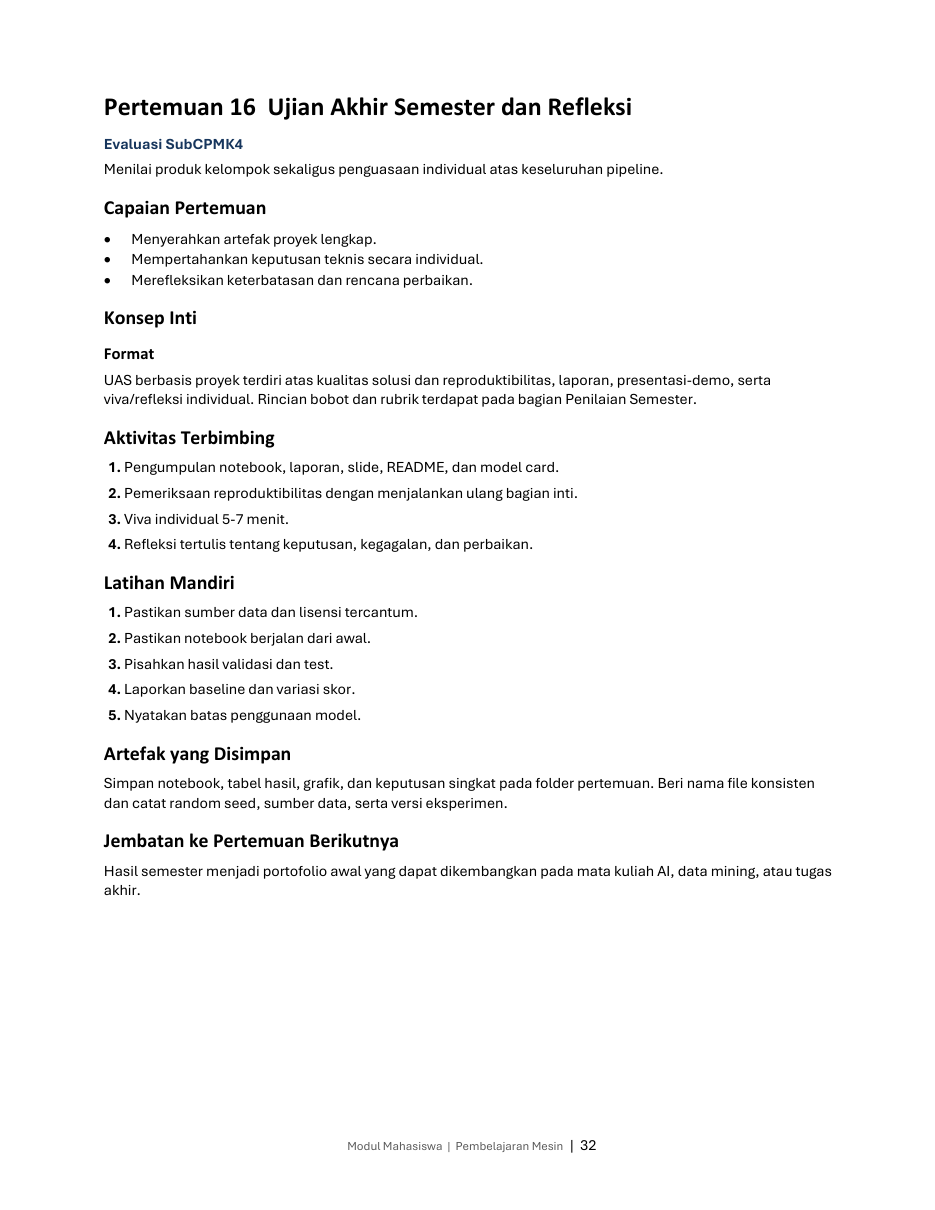 Pertemuan 16  Ujian Akhir Semester dan Refleksi
Evaluasi SubCPMK4
Menilai produk kelompok sekaligus penguasaan individual atas keseluruhan pipeline.
Capaian Pertemuan
• Menyerahkan artefak proyek lengkap.
• Mempertahankan keputusan teknis secara individual.
• Merefleksikan keterbatasan dan rencana perbaikan.
Konsep Inti
Format
UAS berbasis proyek terdiri atas kualitas solusi dan reproduktibilitas, laporan, presentasi-demo, serta
viva/refleksi individual. Rincian bobot dan rubrik terdapat pada bagian Penilaian Semester.
Aktivitas Terbimbing
1. Pengumpulan notebook, laporan, slide, README, dan model card.
2. Pemeriksaan reproduktibilitas dengan menjalankan ulang bagian inti.
3. Viva individual 5-7 menit.
4. Refleksi tertulis tentang keputusan, kegagalan, dan perbaikan.
Latihan Mandiri
1. Pastikan sumber data dan lisensi tercantum.
2. Pastikan notebook berjalan dari awal.
3. Pisahkan hasil validasi dan test.
4. Laporkan baseline dan variasi skor.
5. Nyatakan batas penggunaan model.
Artefak yang Disimpan
Simpan notebook, tabel hasil, grafik, dan keputusan singkat pada folder pertemuan. Beri nama file konsisten
dan catat random seed, sumber data, serta versi eksperimen.
Jembatan ke Pertemuan Berikutnya
Hasil semester menjadi portofolio awal yang dapat dikembangkan pada mata kuliah AI, data mining, atau tugas
akhir.
Modul Mahasiswa | Pembelajaran Mesin | 32